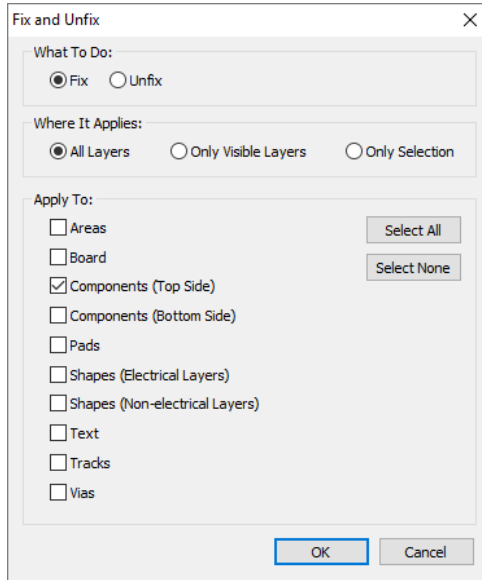 Fix and Unfix
What To Do:
Fix Unfix
Where It Applies:
All Layers Only Visible Layers Only Selection
Apply To:
Areas
Board
Components (Top Side)
Components (Bottom Side)
Pads
Shapes (Electrical Layers)
Shapes (Non-electrical Layers)
Text
Tracks
Vias
Select All
Select None
OK Cancel